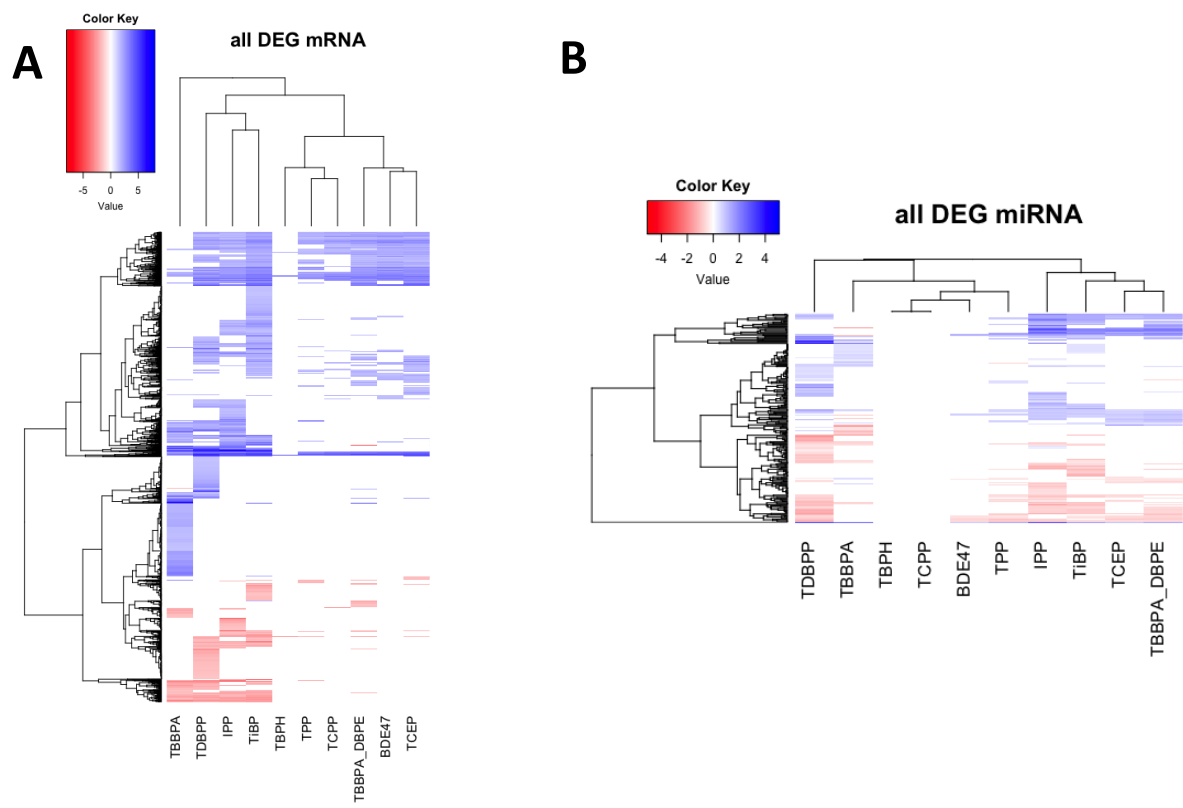 A
Color Key
-5 0 5
Value
all DEG mRNA
TBBPA
TDBPP
IPP
TiBP
TBPH
TPP
TCPP
TBBPA_DBPE
BDE47
TCEP
B
Color Key
-4 -2 0 2 4
Value
all DEG miRNA
TDBPP
TBBPA
TBPH
TCPP
BDE47
TPP
IPP
TiBP
TCEP
TBBPA_DBPE